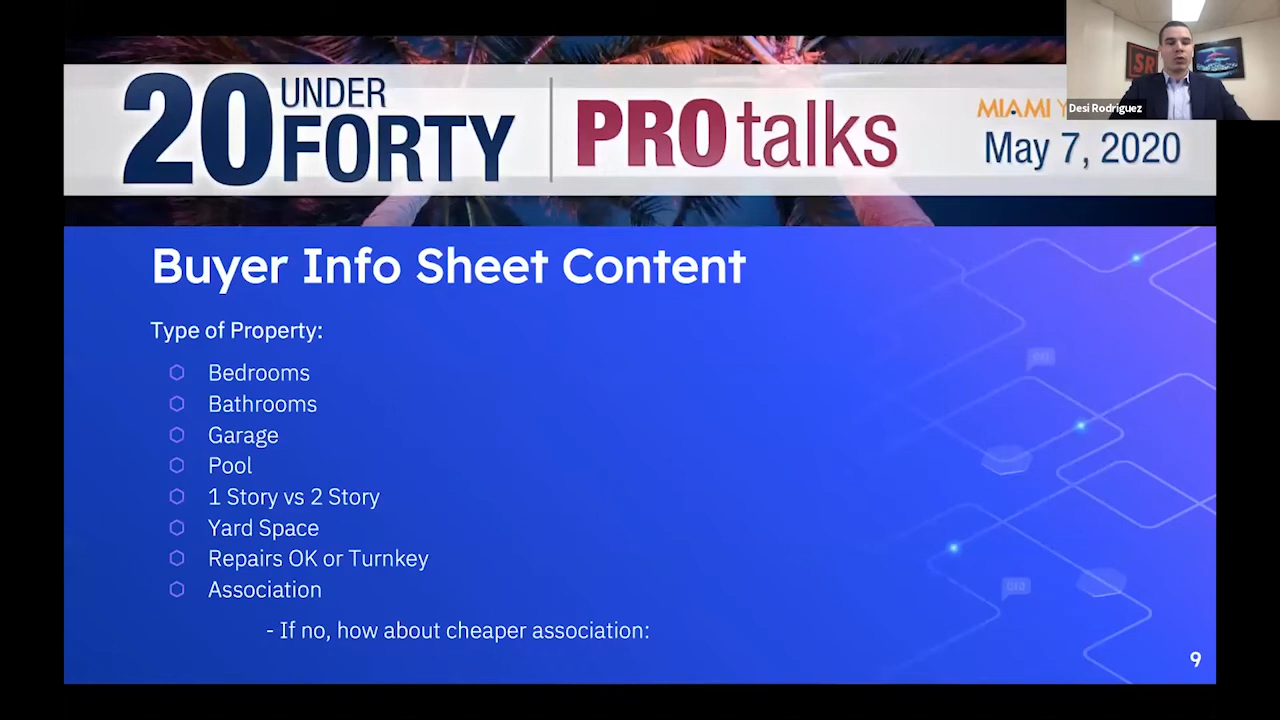 20 UNDER FORTY
PRO talks
MIAMI
May 7, 2020
SR
Desi Rodriguez
Buyer Info Sheet Content
Type of Property:
Bedrooms
Bathrooms
Garage
Pool
1 Story vs 2 Story
Yard Space
Repairs OK or Turnkey
Association
- If no, how about cheaper association:
9